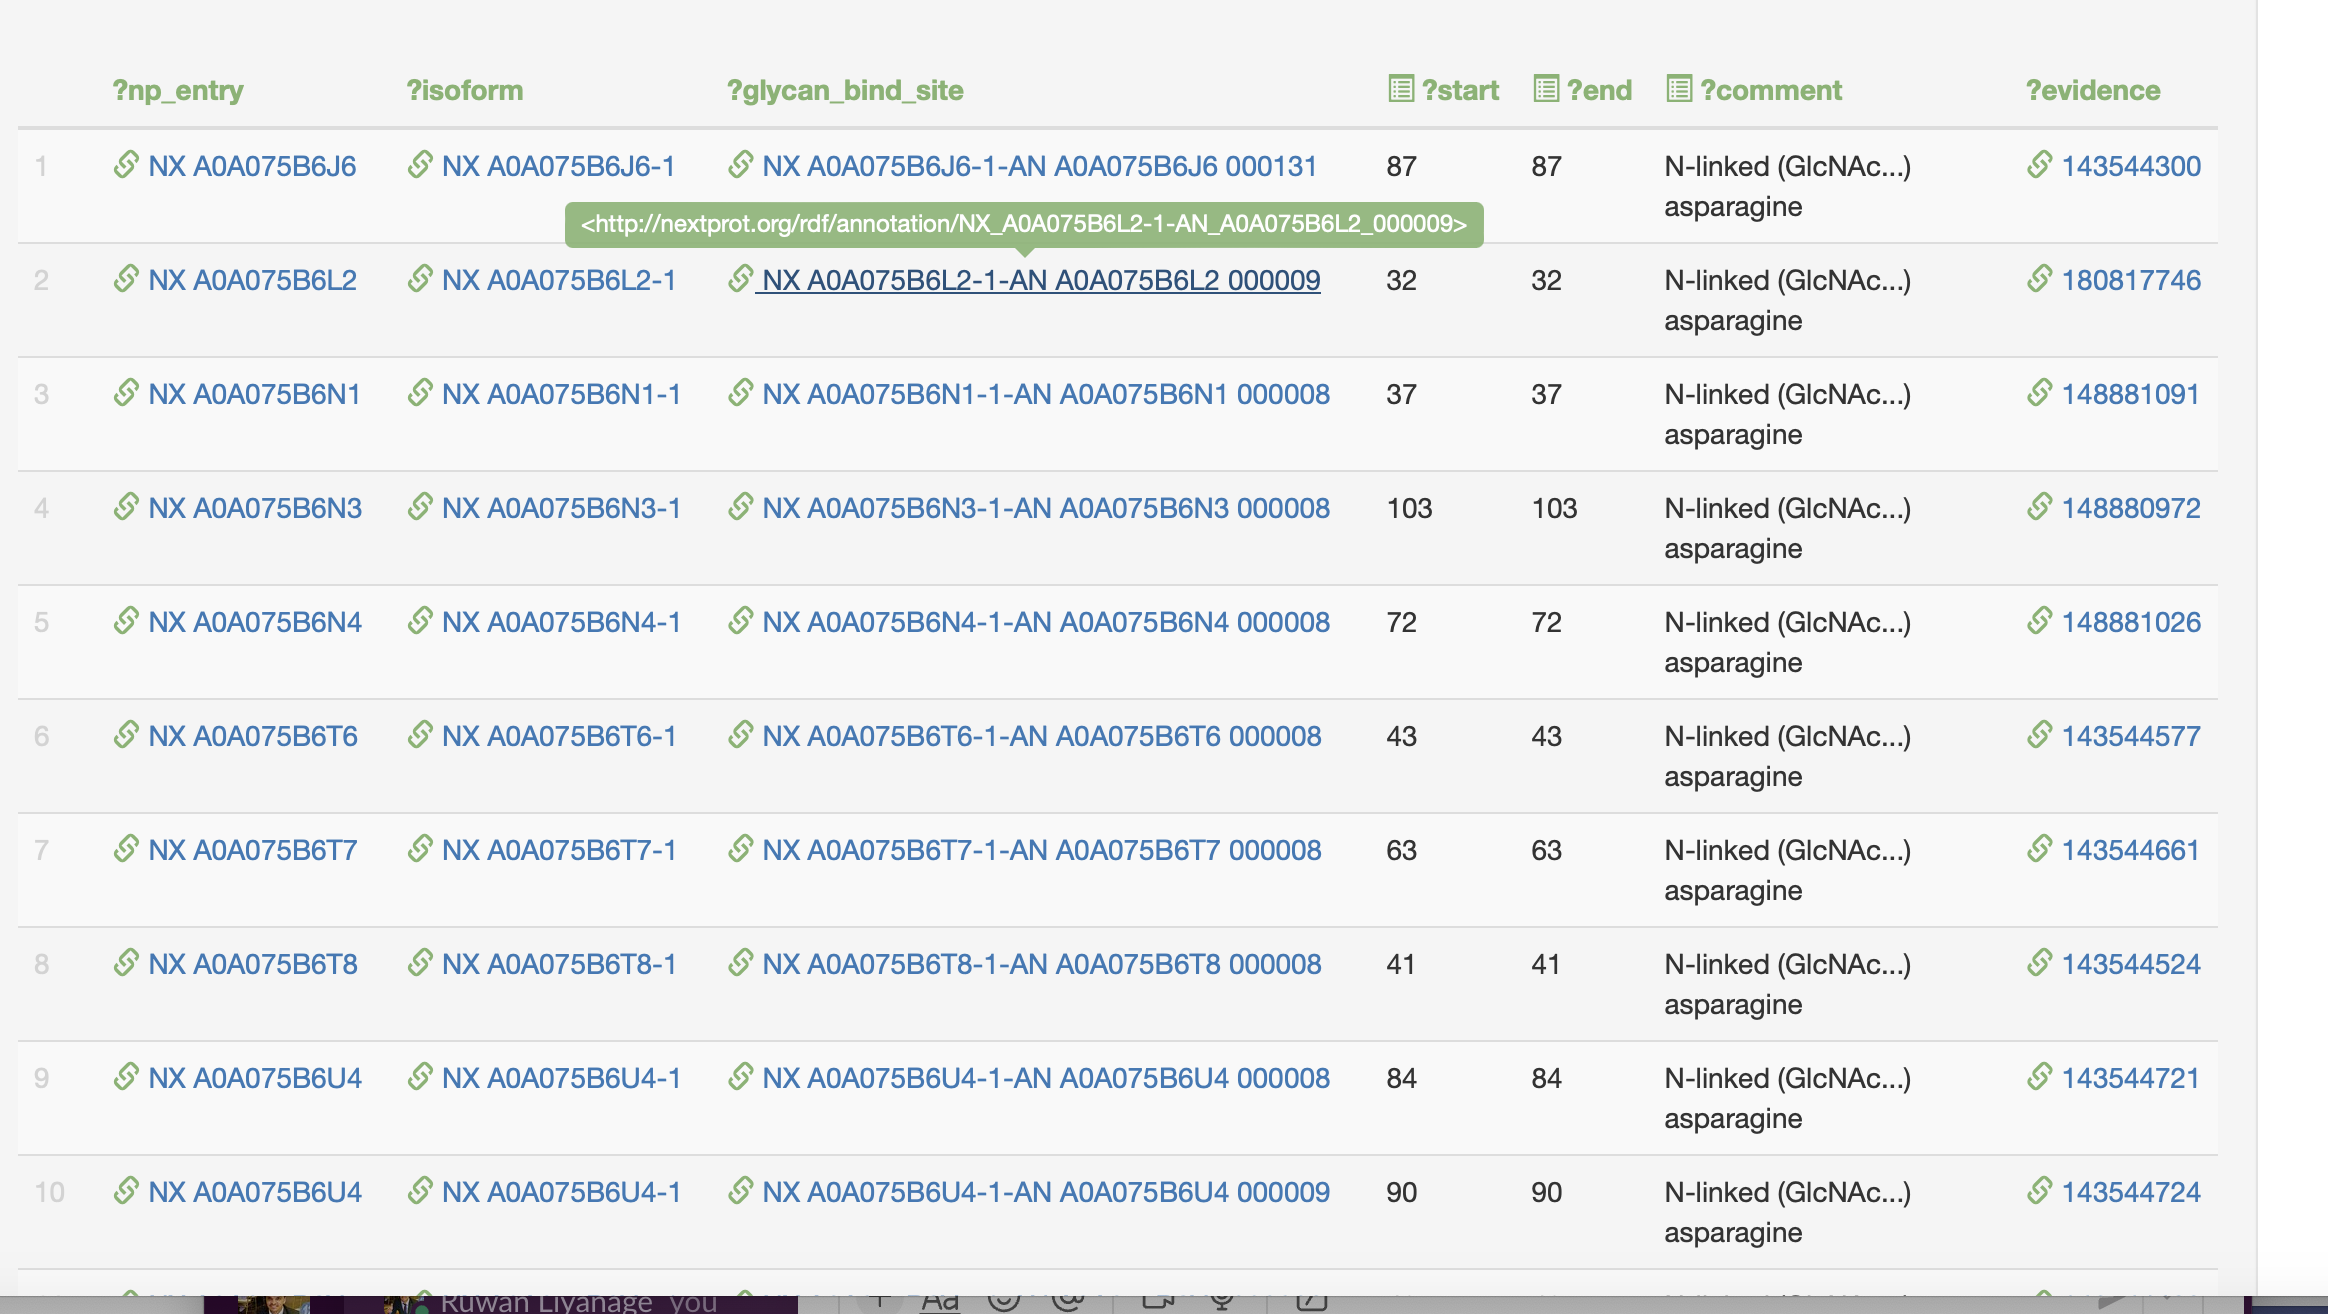 ?np_entry ?isoform ?glycan_bind_site ?start ?end ?comment ?evidence
1 NX A0A075B6J6 NX A0A075B6J6-1 NX A0A075B6J6-1-AN A0A075B6J6 000131 87 87 N-linked (GlcNAc...) 143544300
asparagine
<http://nextprot.org/rdf/annotation/NX_A0A075B6L2-1-AN_A0A075B6L2_000009>
2 NX A0A075B6L2 NX A0A075B6L2-1 NX A0A075B6L2-1-AN A0A075B6L2 000009 32 32 N-linked (GlcNAc...) 180817746
asparagine
3 NX A0A075B6N1 NX A0A075B6N1-1 NX A0A075B6N1-1-AN A0A075B6N1 000008 37 37 N-linked (GlcNAc...) 148881091
asparagine
4 NX A0A075B6N3 NX A0A075B6N3-1 NX A0A075B6N3-1-AN A0A075B6N3 000008 103 103 N-linked (GlcNAc...) 148880972
asparagine
5 NX A0A075B6N4 NX A0A075B6N4-1 NX A0A075B6N4-1-AN A0A075B6N4 000008 72 72 N-linked (GlcNAc...) 148881026
asparagine
6 NX A0A075B6T6 NX A0A075B6T6-1 NX A0A075B6T6-1-AN A0A075B6T6 000008 43 43 N-linked (GlcNAc...) 143544577
asparagine
7 NX A0A075B6T7 NX A0A075B6T7-1 NX A0A075B6T7-1-AN A0A075B6T7 000008 63 63 N-linked (GlcNAc...) 143544661
asparagine
8 NX A0A075B6T8 NX A0A075B6T8-1 NX A0A075B6T8-1-AN A0A075B6T8 000008 41 41 N-linked (GlcNAc...) 143544524
asparagine
9 NX A0A075B6U4 NX A0A075B6U4-1 NX A0A075B6U4-1-AN A0A075B6U4 000008 84 84 N-linked (GlcNAc...) 143544721
asparagine
10 NX A0A075B6U4 NX A0A075B6U4-1 NX A0A075B6U4-1-AN A0A075B6U4 000009 90 90 N-linked (GlcNAc...) 143544724
asparagine
Ruwan Liyanage you Aa